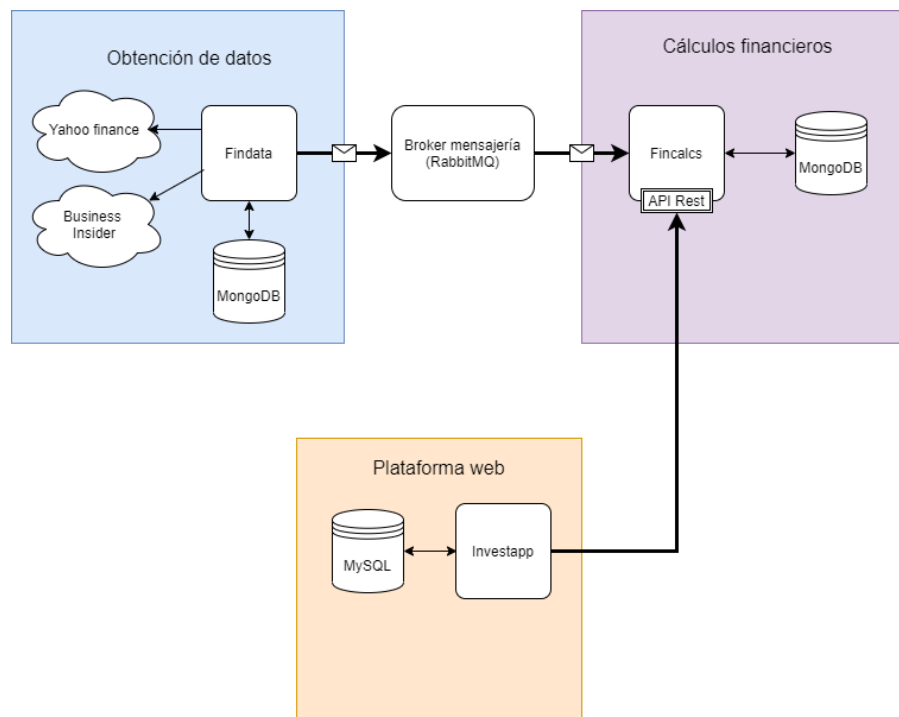 Obtención de datos
Yahoo finance
Findata
Business
Insider
MongoDB
Broker mensajería
(RabbitMQ)
Cálculos financieros
Fincalcs
API Rest
MongoDB
Plataforma web
MySQL
Investapp